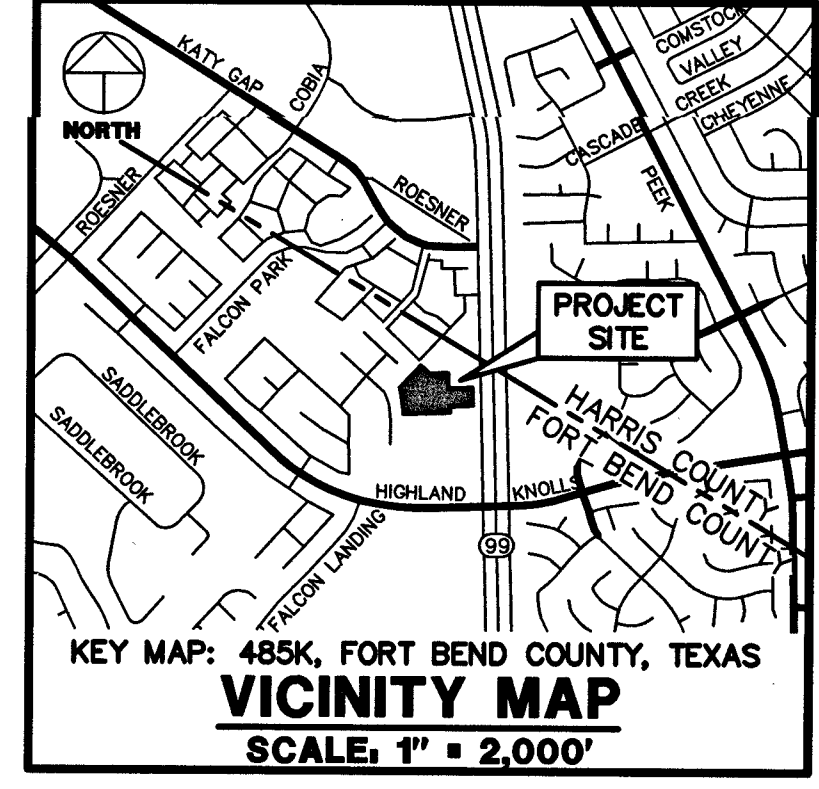 COMSTOCK
VALLEY
CREEK
CHEYENNE
CASCADE
PEEK
KATY GAP
COBIA
NORTH
ROESNER
ROESNER
FALCON PARK
PROJECT
SITE
HARRIS COUNTY
FORT BEND COUNTY
SADDLEBROOK
SADDLEBROOK
HIGHLAND KNOLLS
99
FALCON LANDING
KEY MAP: 485K, FORT BEND COUNTY, TEXAS
VICINITY MAP
SCALE: 1" = 2,000'